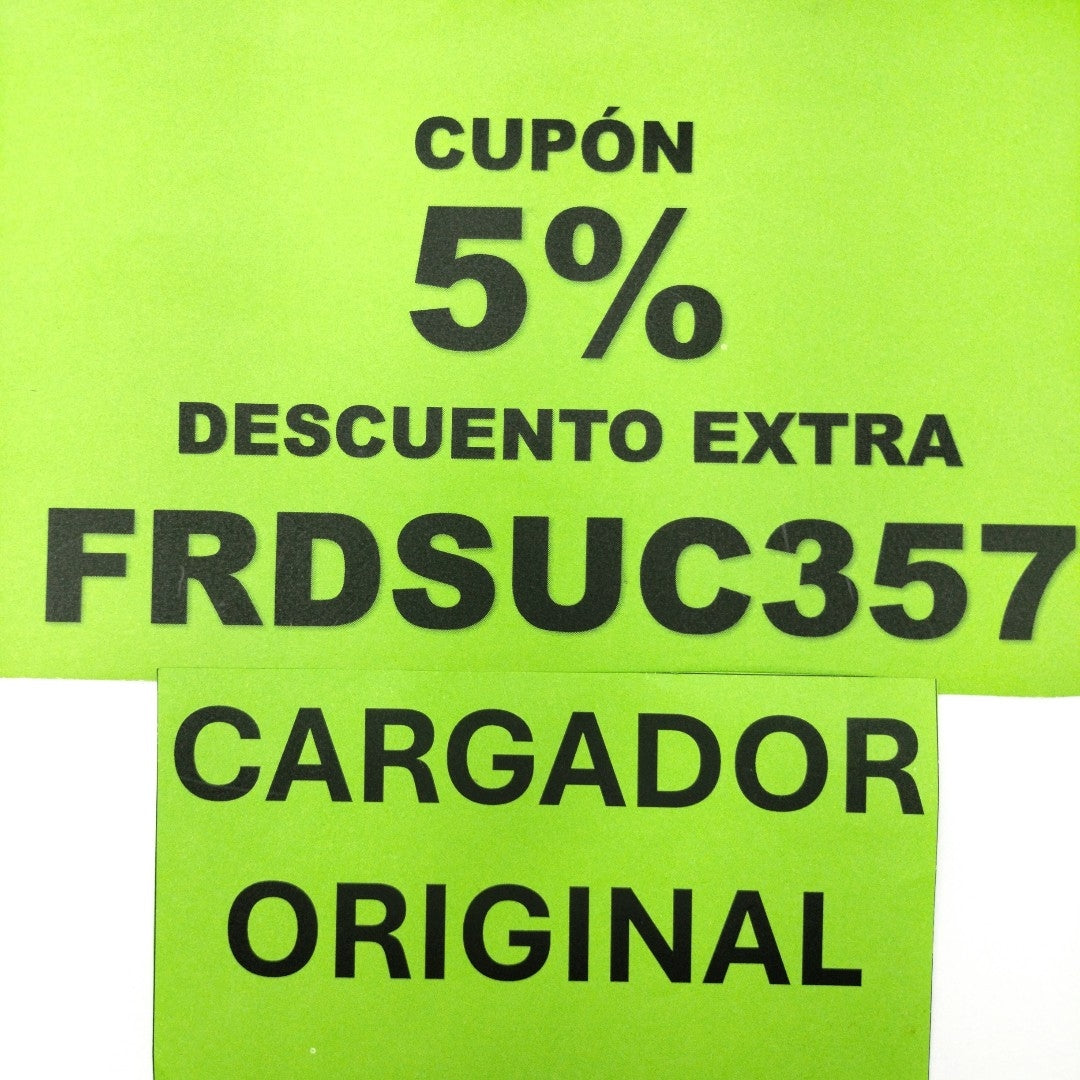 CUPÓN
5%
DESCUENTO EXTRA
FRDSUC357
CARGADOR
ORIGINAL